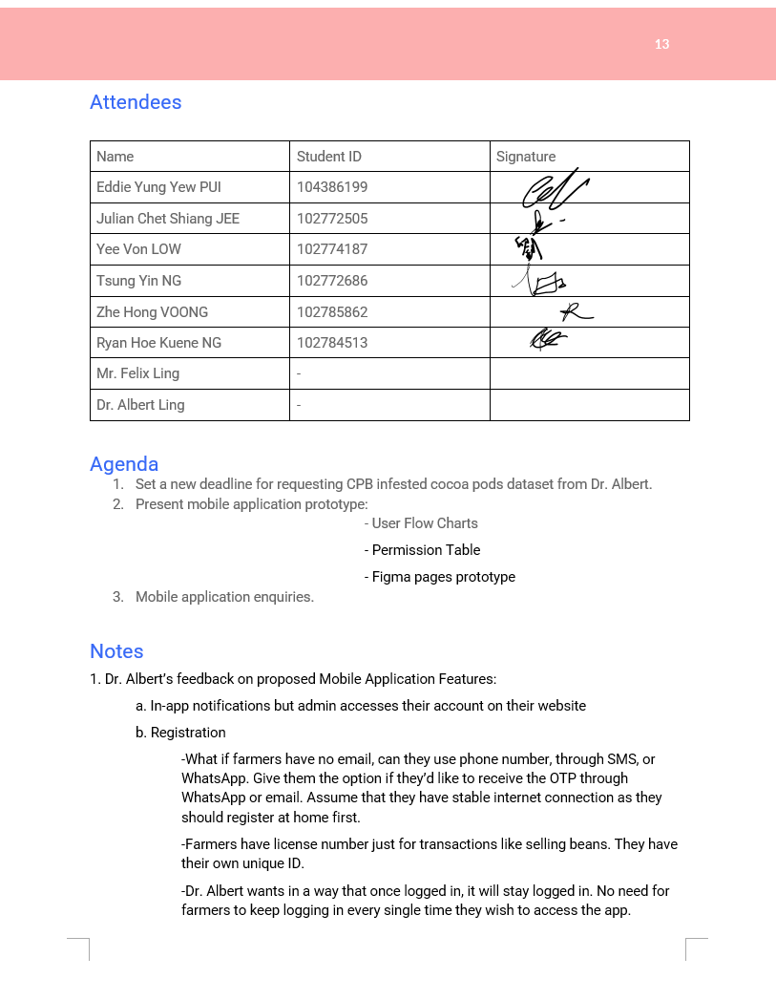 13
Attendees
Name Student ID Signature
Eddie Yung Yew PUI 104386199
Julian Chet Shiang JEE 102772505
Yee Von LOW 102774187
Tsung Yin NG 102772686
Zhe Hong VOONG 102785862
Ryan Hoe Kuene NG 102784513
Mr. Felix Ling -
Dr. Albert Ling -
Agenda
1. Set a new deadline for requesting CPB infested cocoa pods dataset from Dr. Albert.
2. Present mobile application prototype:
- User Flow Charts
- Permission Table
- Figma pages prototype
3. Mobile application enquiries.
Notes
1. Dr. Albert’s feedback on proposed Mobile Application Features:
a. In-app notifications but admin accesses their account on their website
b. Registration
-What if farmers have no email, can they use phone number, through SMS, or
WhatsApp. Give them the option if they’d like to receive the OTP through
WhatsApp or email. Assume that they have stable internet connection as they
should register at home first.
-Farmers have license number just for transactions like selling beans. They have
their own unique ID.
-Dr. Albert wants in a way that once logged in, it will stay logged in. No need for
farmers to keep logging in every single time they wish to access the app.